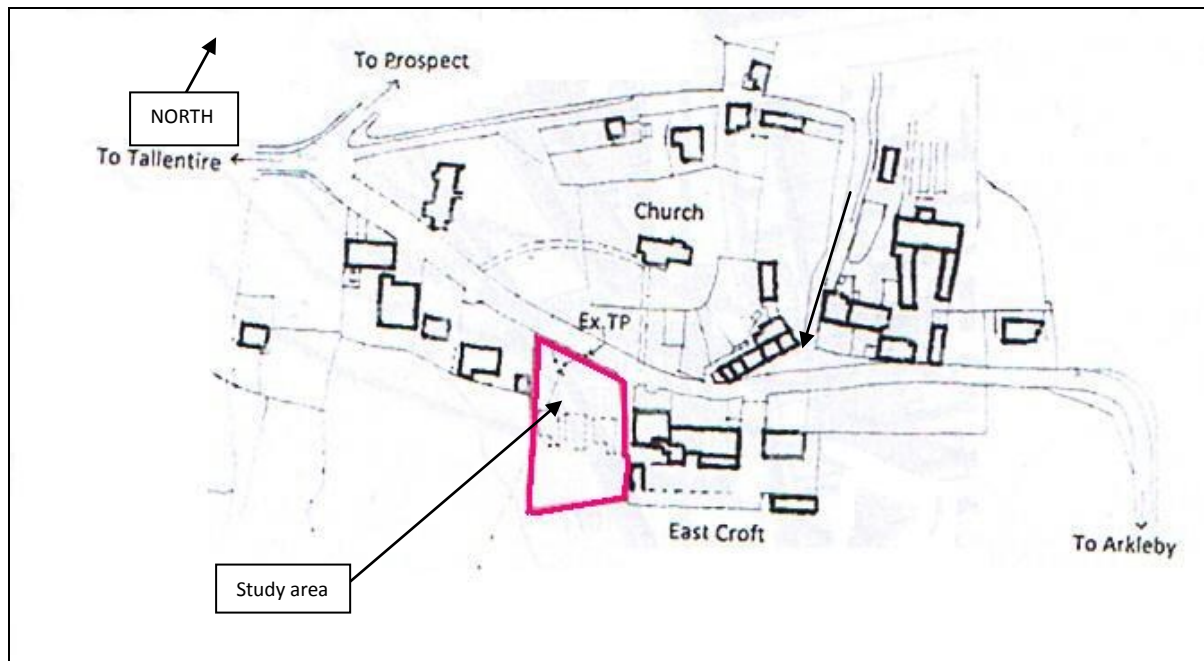 To Prospect
NORTH
To Tallentire
Church
Ex.TP
East Croft
To Arkleby
Study area